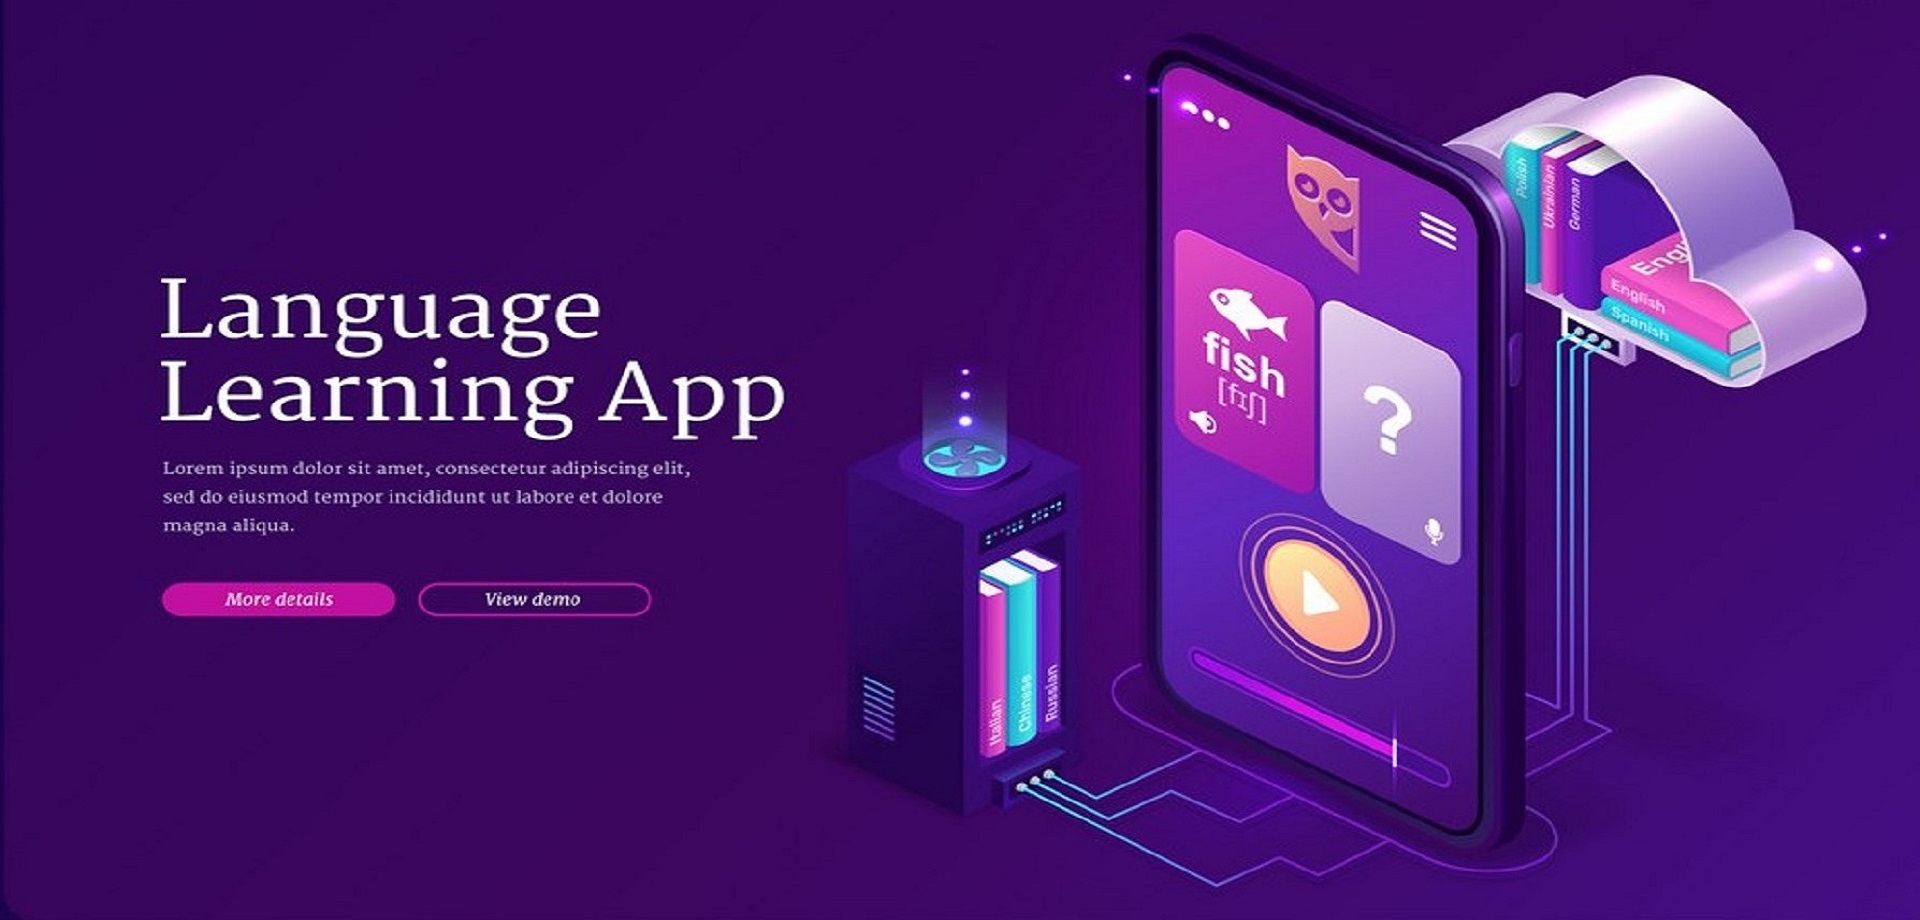 Language
Learning App
Lorem ipsum dolor sit amet, consectetur adipiscing elit,
sed do eiusmod tempor incididunt ut labore et dolore
magna aliqua.
More details
View demo
fish
[fɪʃ]
?
Italian
Chinese
Russian
Polish
Ukrainian
German
Engl
English
Spanish